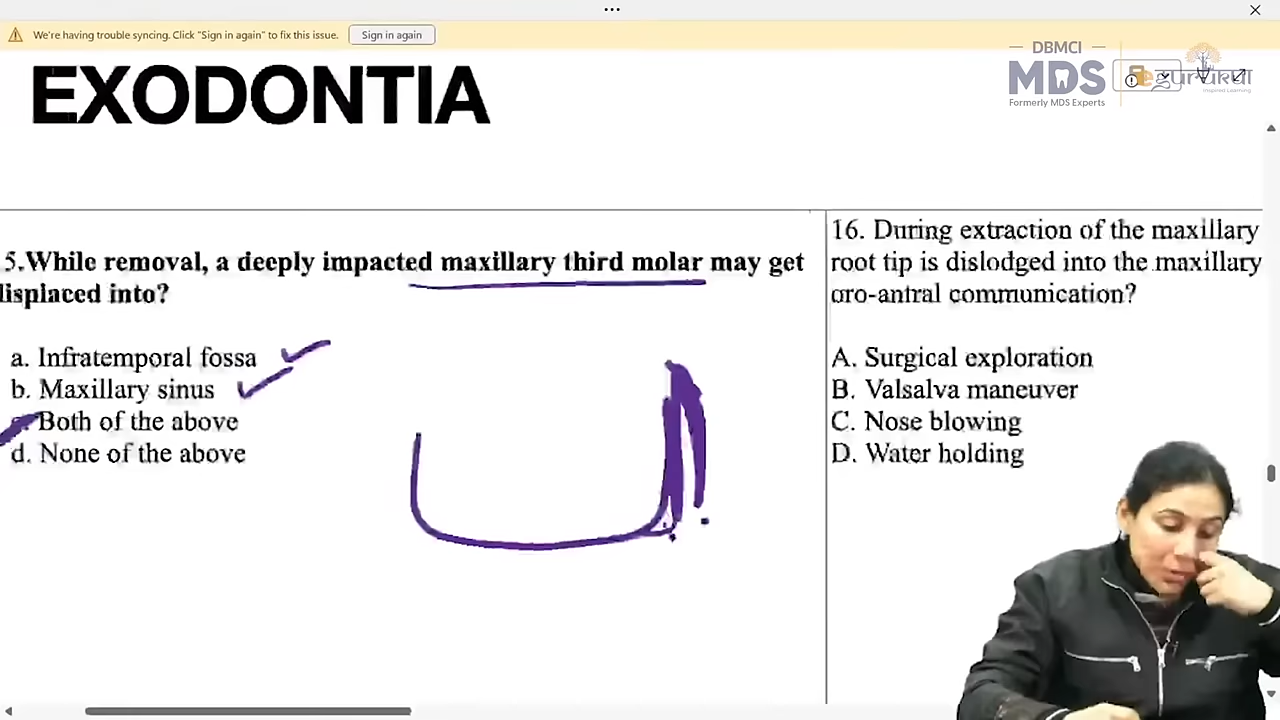 We're having trouble syncing. Click "Sign in again" to fix this issue.
Sign in again
DBMCI
MDS
Formerly MDS Experts
Inspired Learning
EXODONTIA
5.While removal, a deeply impacted maxillary third molar may get
lisplaced into?
a. Infratemporal fossa
b. Maxillary sinus
Both of the above
d. None of the above
16. During extraction of the maxillary
root tip is dislodged into the maxillary
oro-antral communication?
A. Surgical exploration
B. Valsalva maneuver
C. Nose blowing
D. Water holding